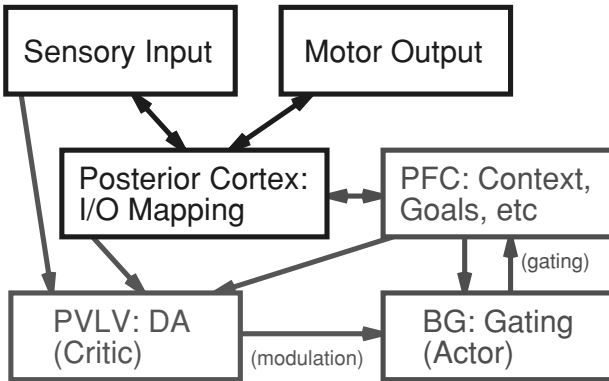 Sensory Input
Motor Output
Posterior Cortex:
I/O Mapping
PFC: Context,
Goals, etc
(gating)
PVLV: DA
(Critic)
(modulation)
BG: Gating
(Actor)